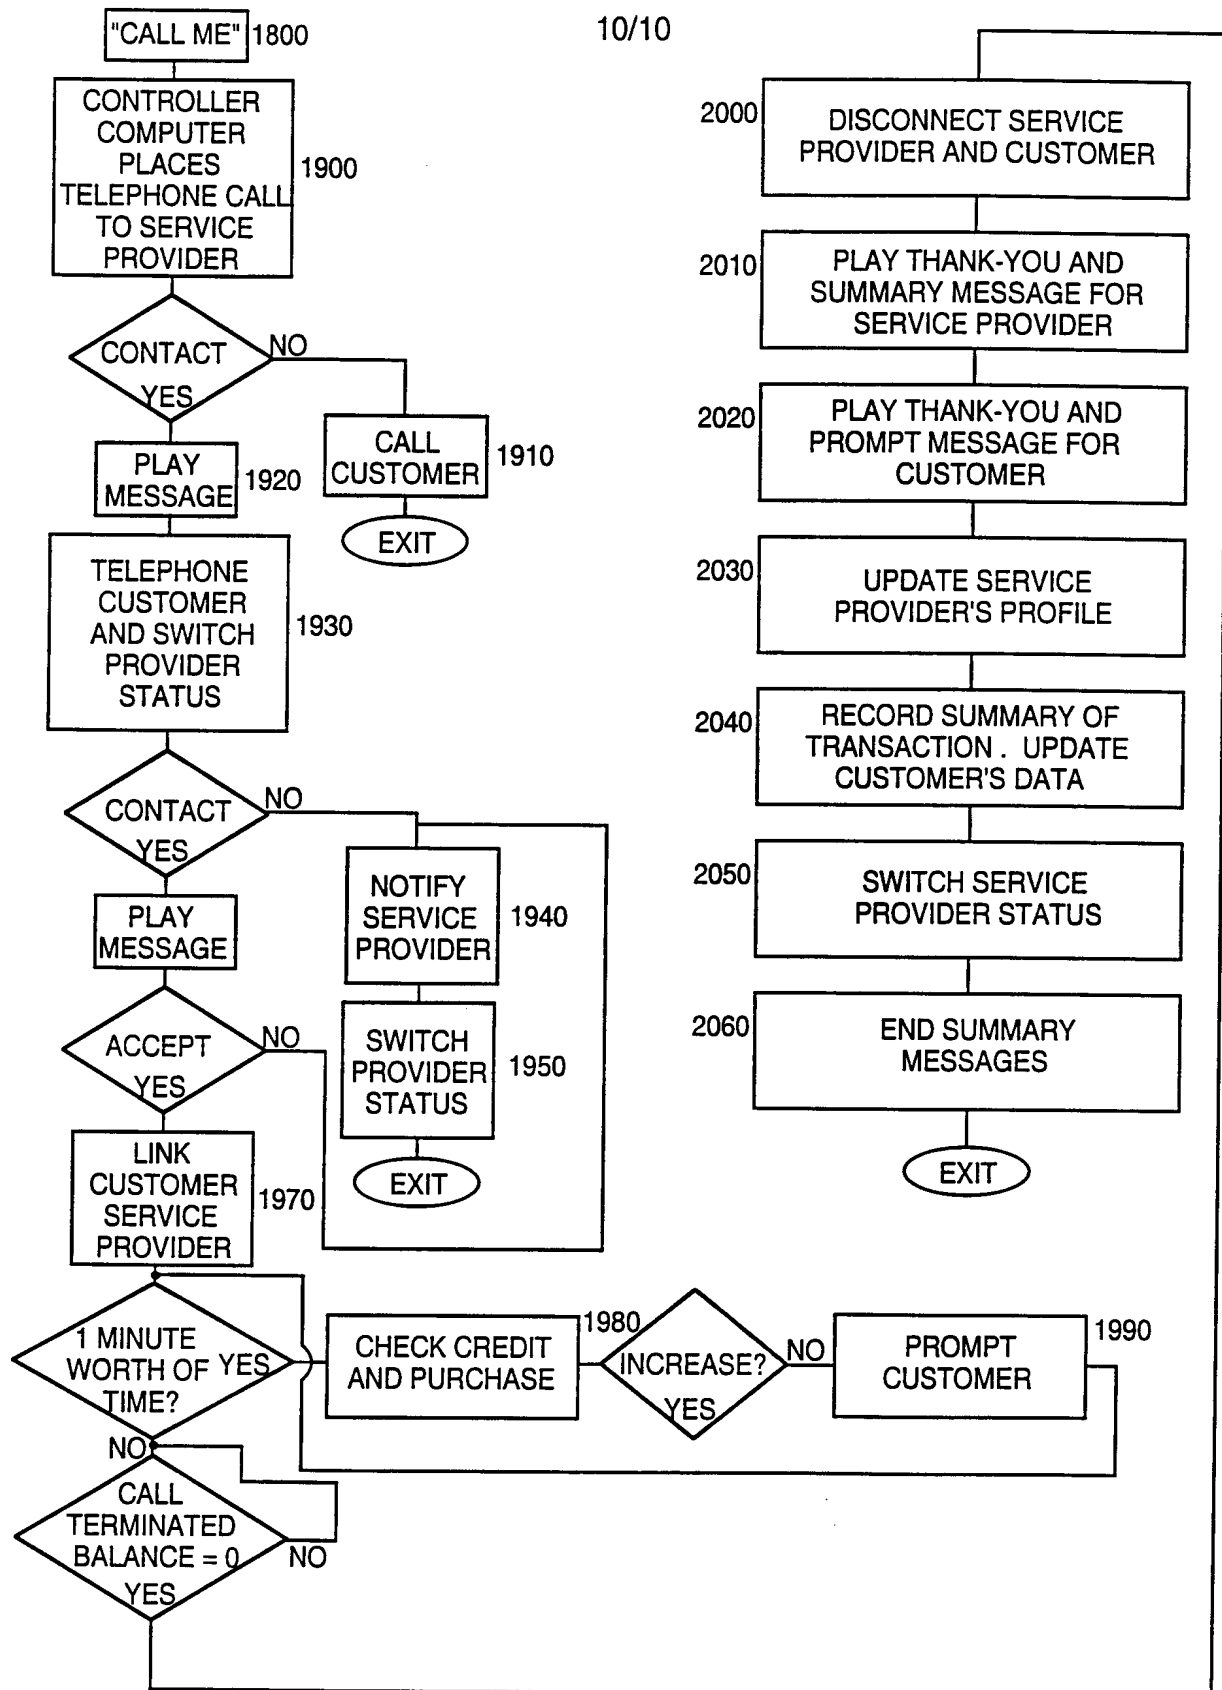 10/10
"CALL ME" 1800
CONTROLLER
COMPUTER
PLACES
TELEPHONE CALL
TO SERVICE
PROVIDER
1900
CONTACT
YES
NO
CALL
CUSTOMER
1910
EXIT
PLAY
MESSAGE
1920
TELEPHONE
CUSTOMER
AND SWITCH
PROVIDER
STATUS
1930
CONTACT
YES
NO
NOTIFY
SERVICE
PROVIDER
1940
SWITCH
PROVIDER
STATUS
1950
EXIT
PLAY
MESSAGE
ACCEPT
YES
NO
LINK
CUSTOMER
SERVICE
PROVIDER
1970
1 MINUTE
WORTH OF
TIME?
YES
NO
CHECK CREDIT
AND PURCHASE
1980
INCREASE?
YES
NO
PROMPT
CUSTOMER
1990
CALL
TERMINATED
BALANCE = 0
YES
NO
2000
DISCONNECT SERVICE
PROVIDER AND CUSTOMER
2010
PLAY THANK-YOU AND
SUMMARY MESSAGE FOR
SERVICE PROVIDER
2020
PLAY THANK-YOU AND
PROMPT MESSAGE FOR
CUSTOMER
2030
UPDATE SERVICE
PROVIDER'S PROFILE
2040
RECORD SUMMARY OF
TRANSACTION . UPDATE
CUSTOMER'S DATA
2050
SWITCH SERVICE
PROVIDER STATUS
2060
END SUMMARY
MESSAGES
EXIT